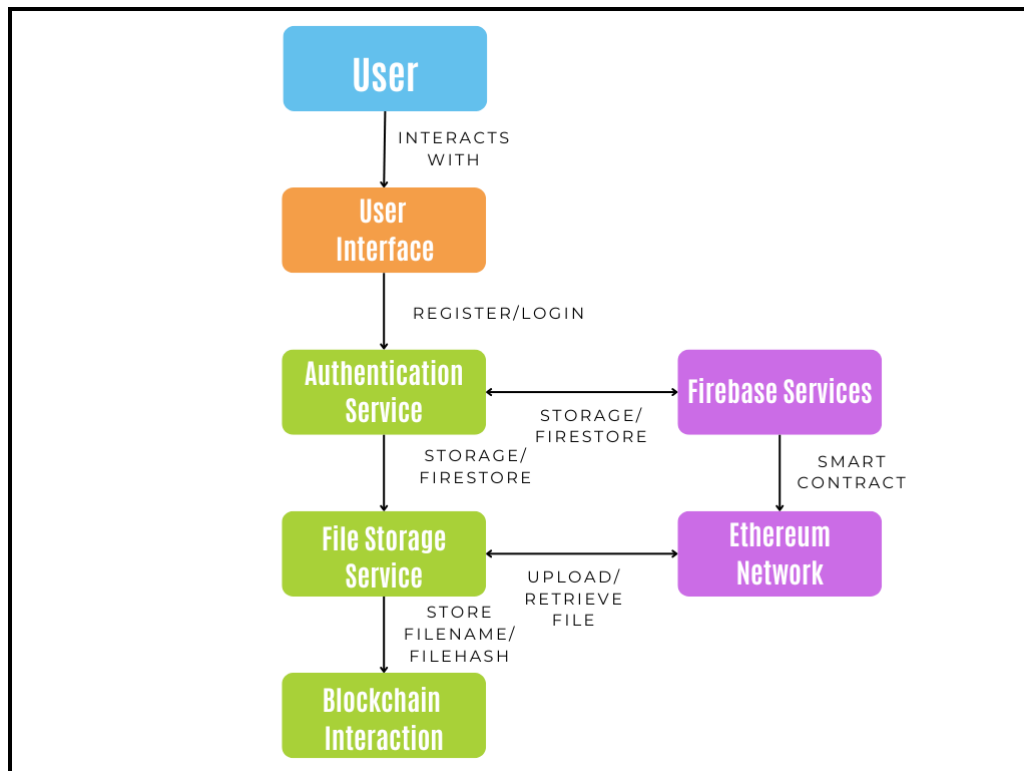 User
INTERACTS
WITH
User
Interface
REGISTER/LOGIN
Authentication
Service
Firebase Services
STORAGE/
FIRESTORE
STORAGE/
FIRESTORE
SMART
CONTRACT
File Storage
Service
Ethereum
Network
UPLOAD/
RETRIEVE
FILE
STORE
FILENAME/
FILEHASH
Blockchain
Interaction